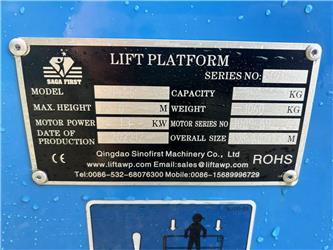 SAGA FIRST
LIFT PLATFORM
SERIES NO:
MODEL CAPACITY KG
MAX. HEIGHT M WEIGHT KG
MOTOR POWER KW MOTOR SERIES NO
DATE OF PRODUCTION OVERALL SIZE M
CE Qingdao Sinofirst Machinery Co., Ltd ROHS
www.liftawp.com Email:sales@liftawp.com
Tel:0086-532-68076300 Mobile:0086-15689996729